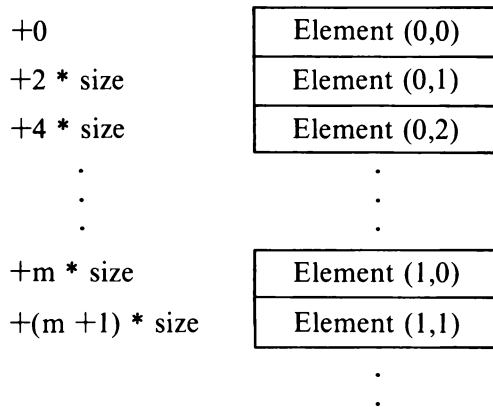 +0 Element (0,0)
+2 * size Element (0,1)
+4 * size Element (0,2)
. .
. .
. .
+m * size Element (1,0)
+(m +1) * size Element (1,1)
.
.